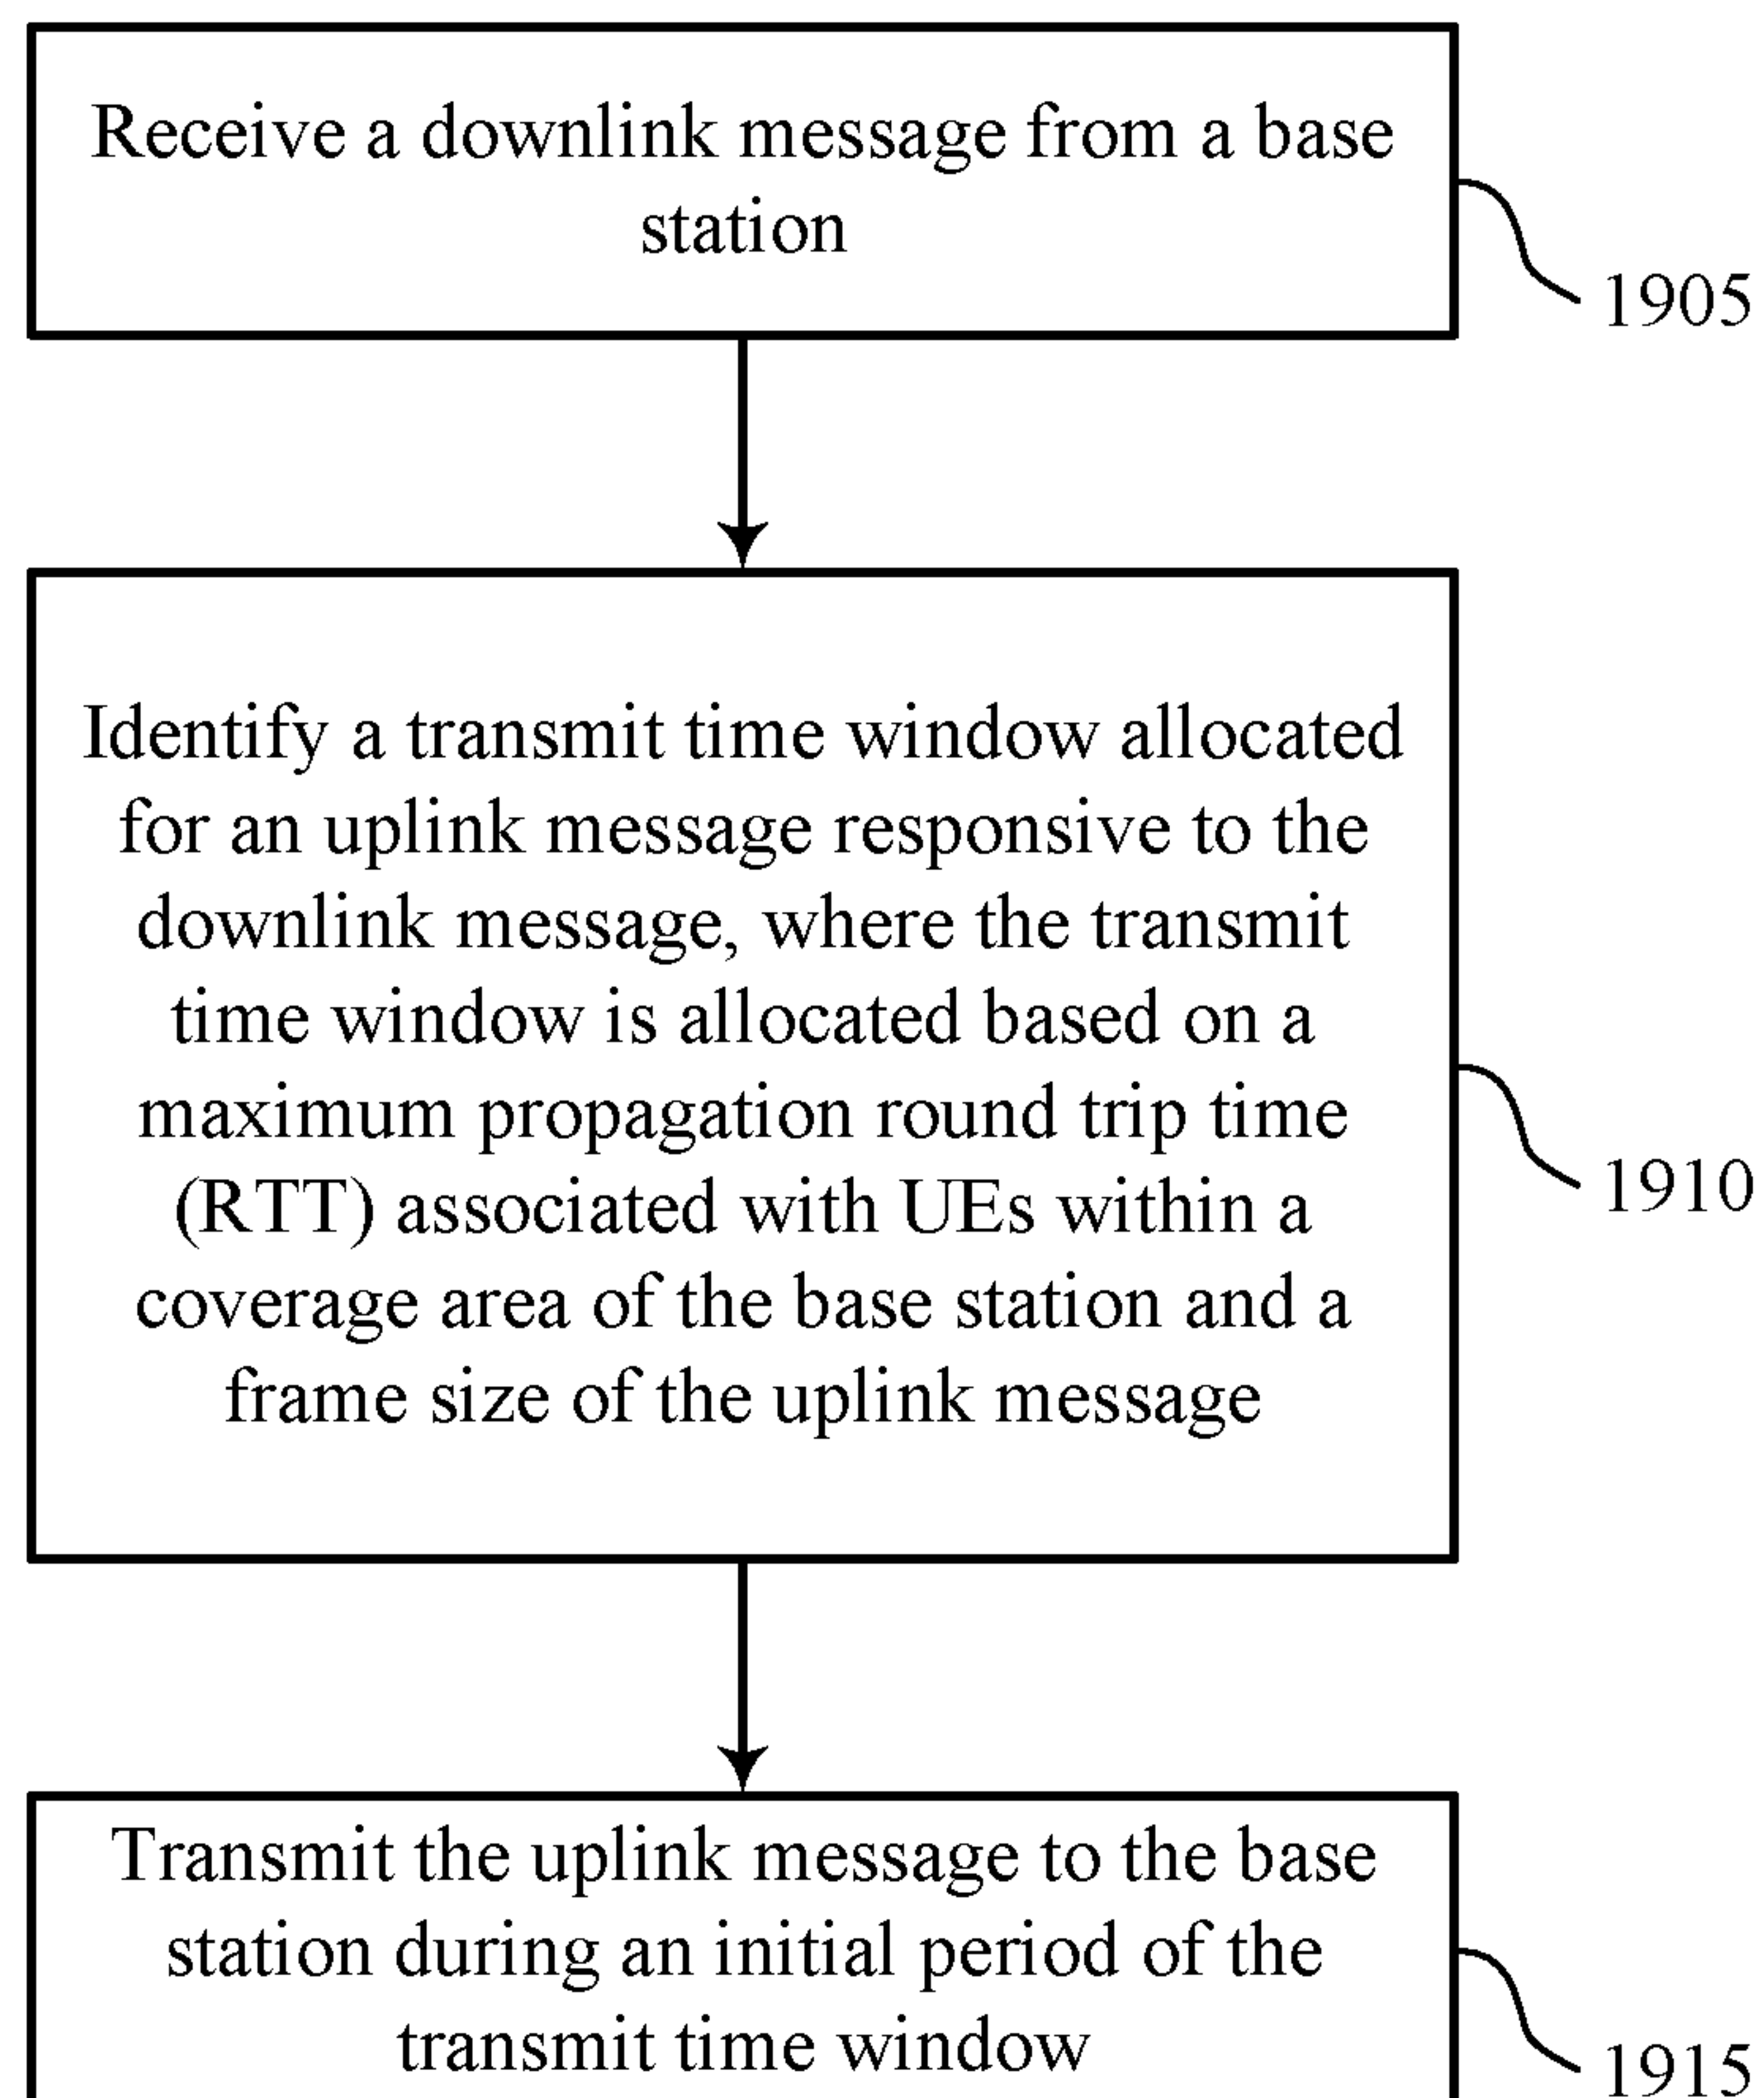 Receive a downlink message from a base
station
1905
Identify a transmit time window allocated
for an uplink message responsive to the
downlink message, where the transmit
time window is allocated based on a
maximum propagation round trip time
(RTT) associated with UEs within a
coverage area of the base station and a
frame size of the uplink message
1910
Transmit the uplink message to the base
station during an initial period of the
transmit time window
1915